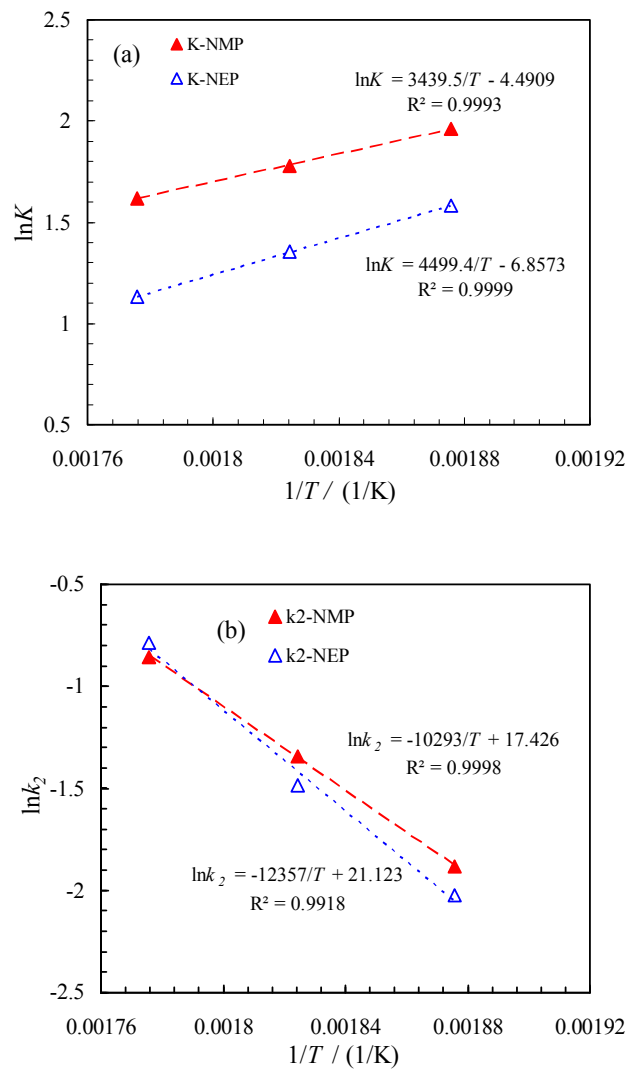 2.5
(a)
K-NMP
K-NEP
lnK = 3439.5/T - 4.4909
R² = 0.9993
2
1.5
lnK
lnK = 4499.4/T - 6.8573
R² = 0.9999
1
0.5
0.00176 0.0018 0.00184 0.00188 0.00192
1/T / (1/K)
-0.5
(b)
k2-NMP
k2-NEP
-1
lnk₂ = -10293/T + 17.426
R² = 0.9998
lnk₂
-1.5
lnk₂ = -12357/T + 21.123
R² = 0.9918
-2
-2.5
0.00176 0.0018 0.00184 0.00188 0.00192
1/T / (1/K)